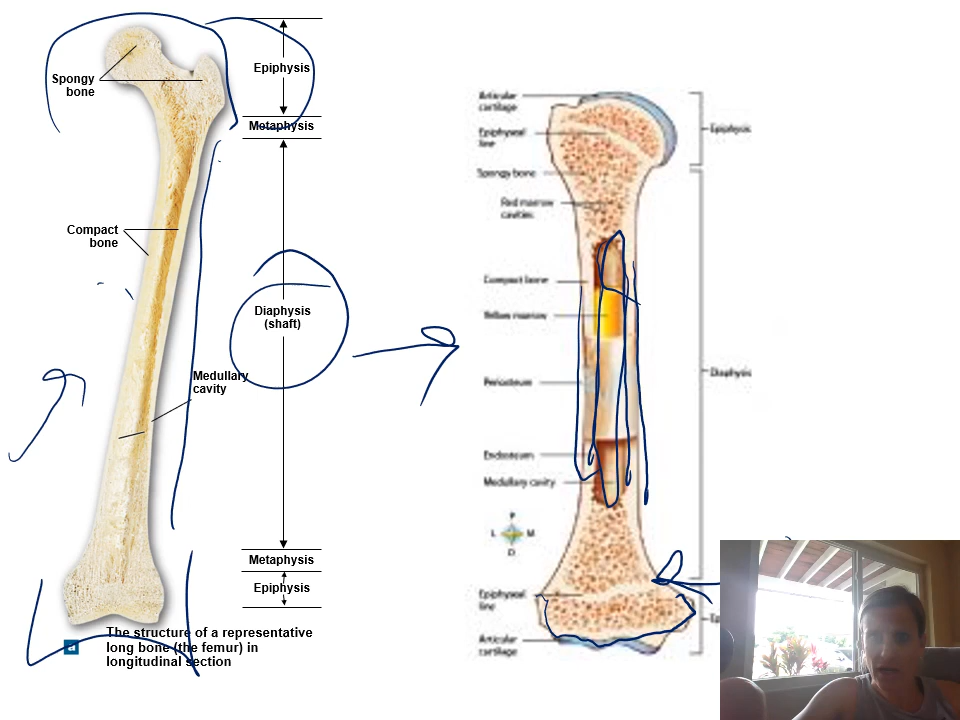 Spongy
bone
Epiphysis
Metaphysis
Compact
bone
Diaphysis
(shaft)
Medullary
cavity
Metaphysis
Epiphysis
a
The structure of a representative
long bone (the femur) in
longitudinal section
Articular
cartilage
Epiphyseal
line
Spongy bone
Red marrow
cavities
Compact bone
Yellow marrow
Periosteum
Endosteum
Medullary cavity
P
L M
D
Epiphyseal
line
Articular
cartilage
Epiphysis
Diaphysis